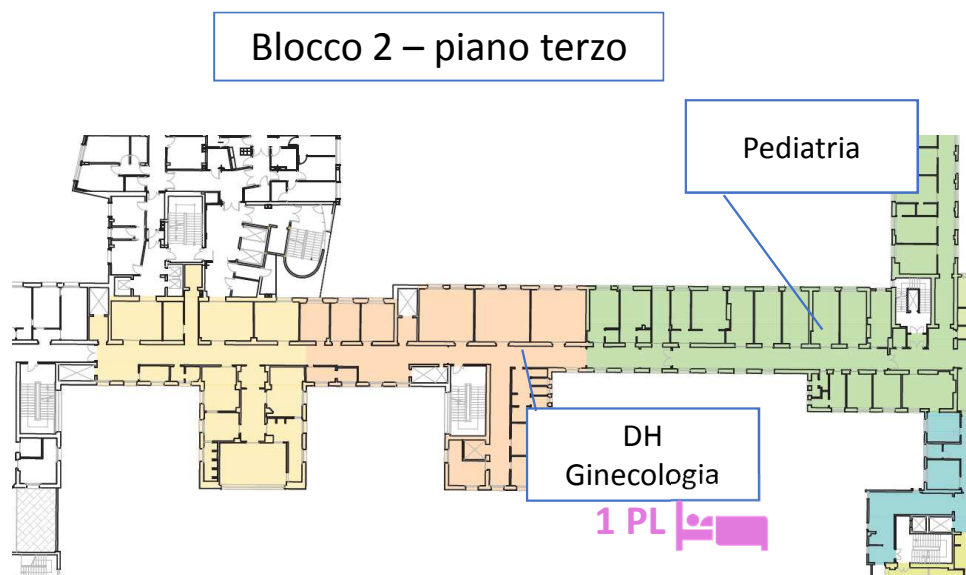 Blocco 2 – piano terzo
Pediatria
DH
Ginecologia
1 PL